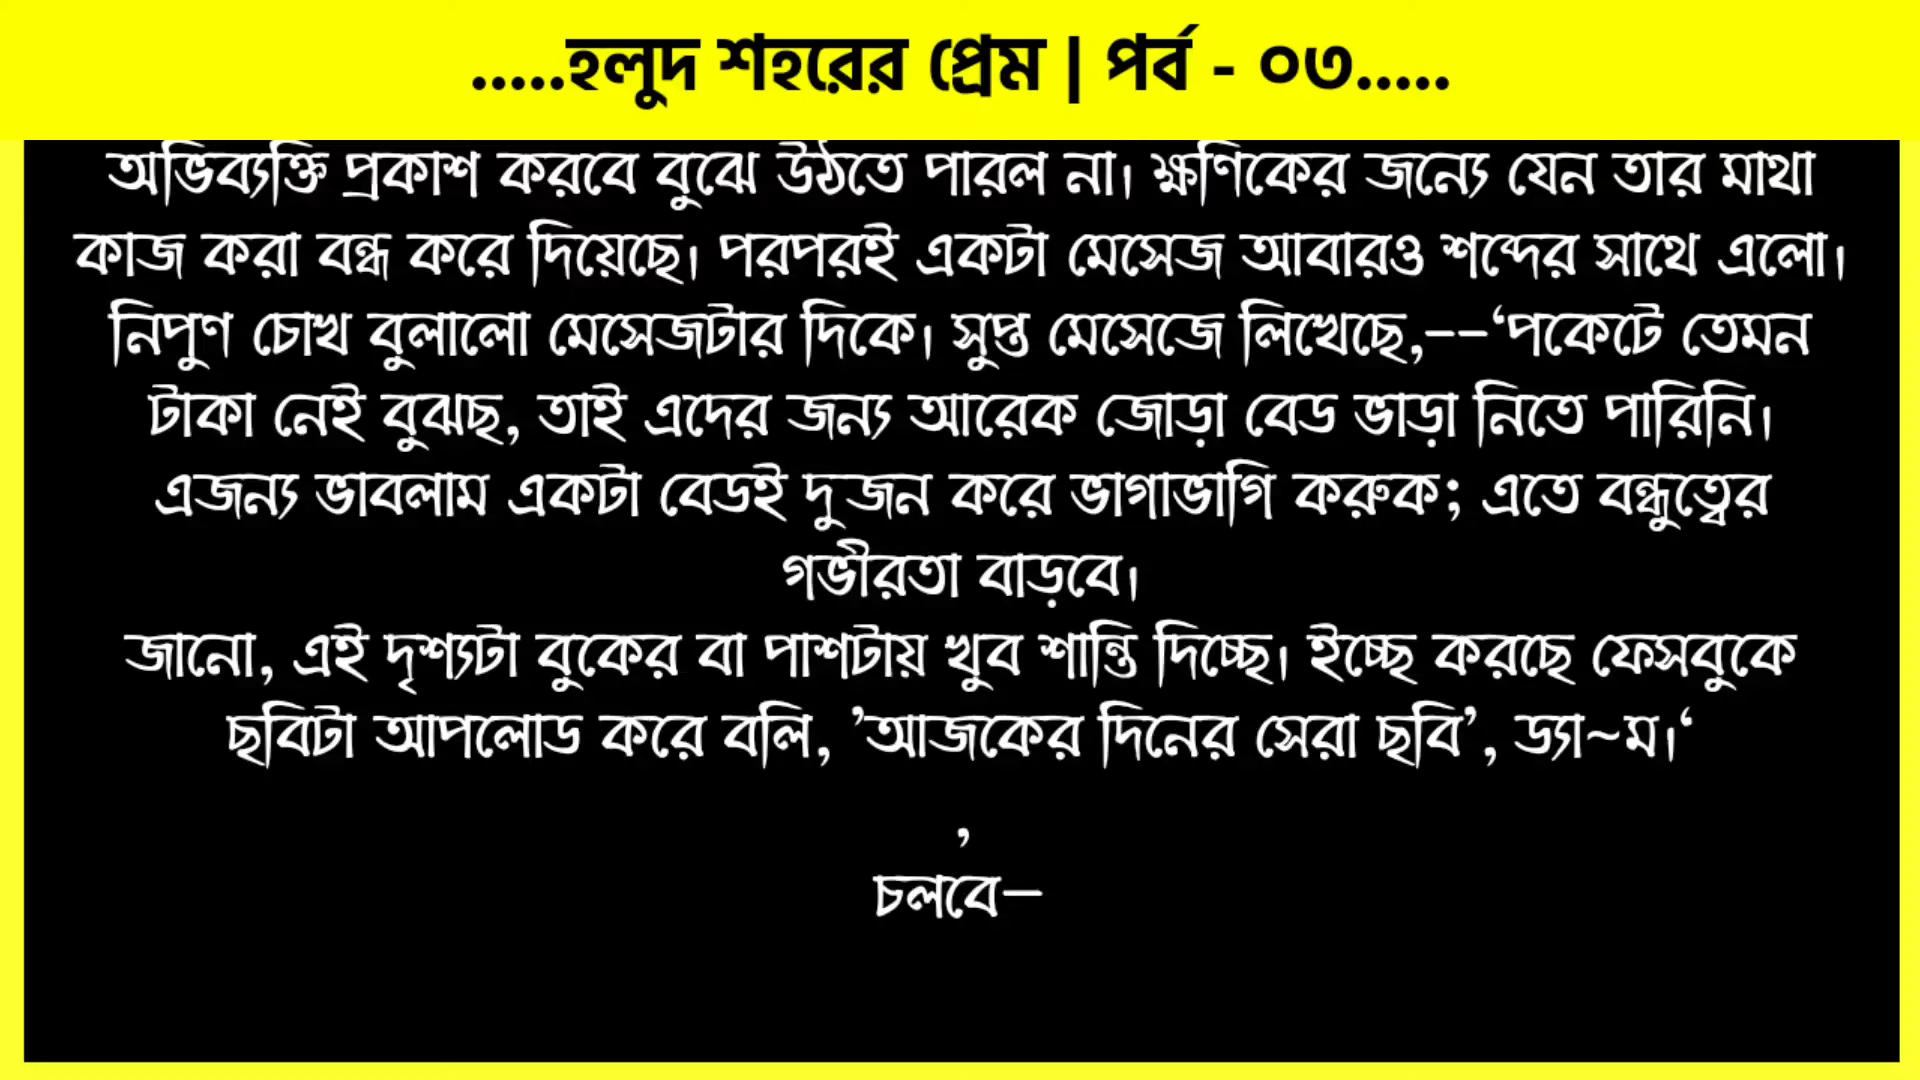 .....হলুদ শহরের প্রেম | পর্ব - ০৩.....
অভিব্যক্তি প্রকাশ করবে বুঝে উঠতে পারল না। ক্ষণিকের জন্যে যেন তার মাথা
কাজ করা বন্ধ করে দিয়েছে। পরপরই একটা মেসেজ আবারও শব্দের সাথে এলো।
নিপুণ চোখ বুলালো মেসেজটার দিকে। সুপ্ত মেসেজে লিখেছে,--‘পকেটে তেমন
টাকা নেই বুঝছ, তাই এদের জন্য আরেক জোড়া বেড ভাড়া নিতে পারিনি।
এজন্য ভাবলাম একটা বেডই দু'জন করে ভাগাভাগি করুক; এতে বন্ধুত্বের
গভীরতা বাড়বে।
জানো, এই দৃশ্যটা বুকের বা পাশটায় খুব শান্তি দিচ্ছে। ইচ্ছে করছে ফেসবুকে
ছবিটা আপলোড করে বলি, ’আজকের দিনের সেরা ছবি’, ড্যা~ম।‘
,
চলবে—